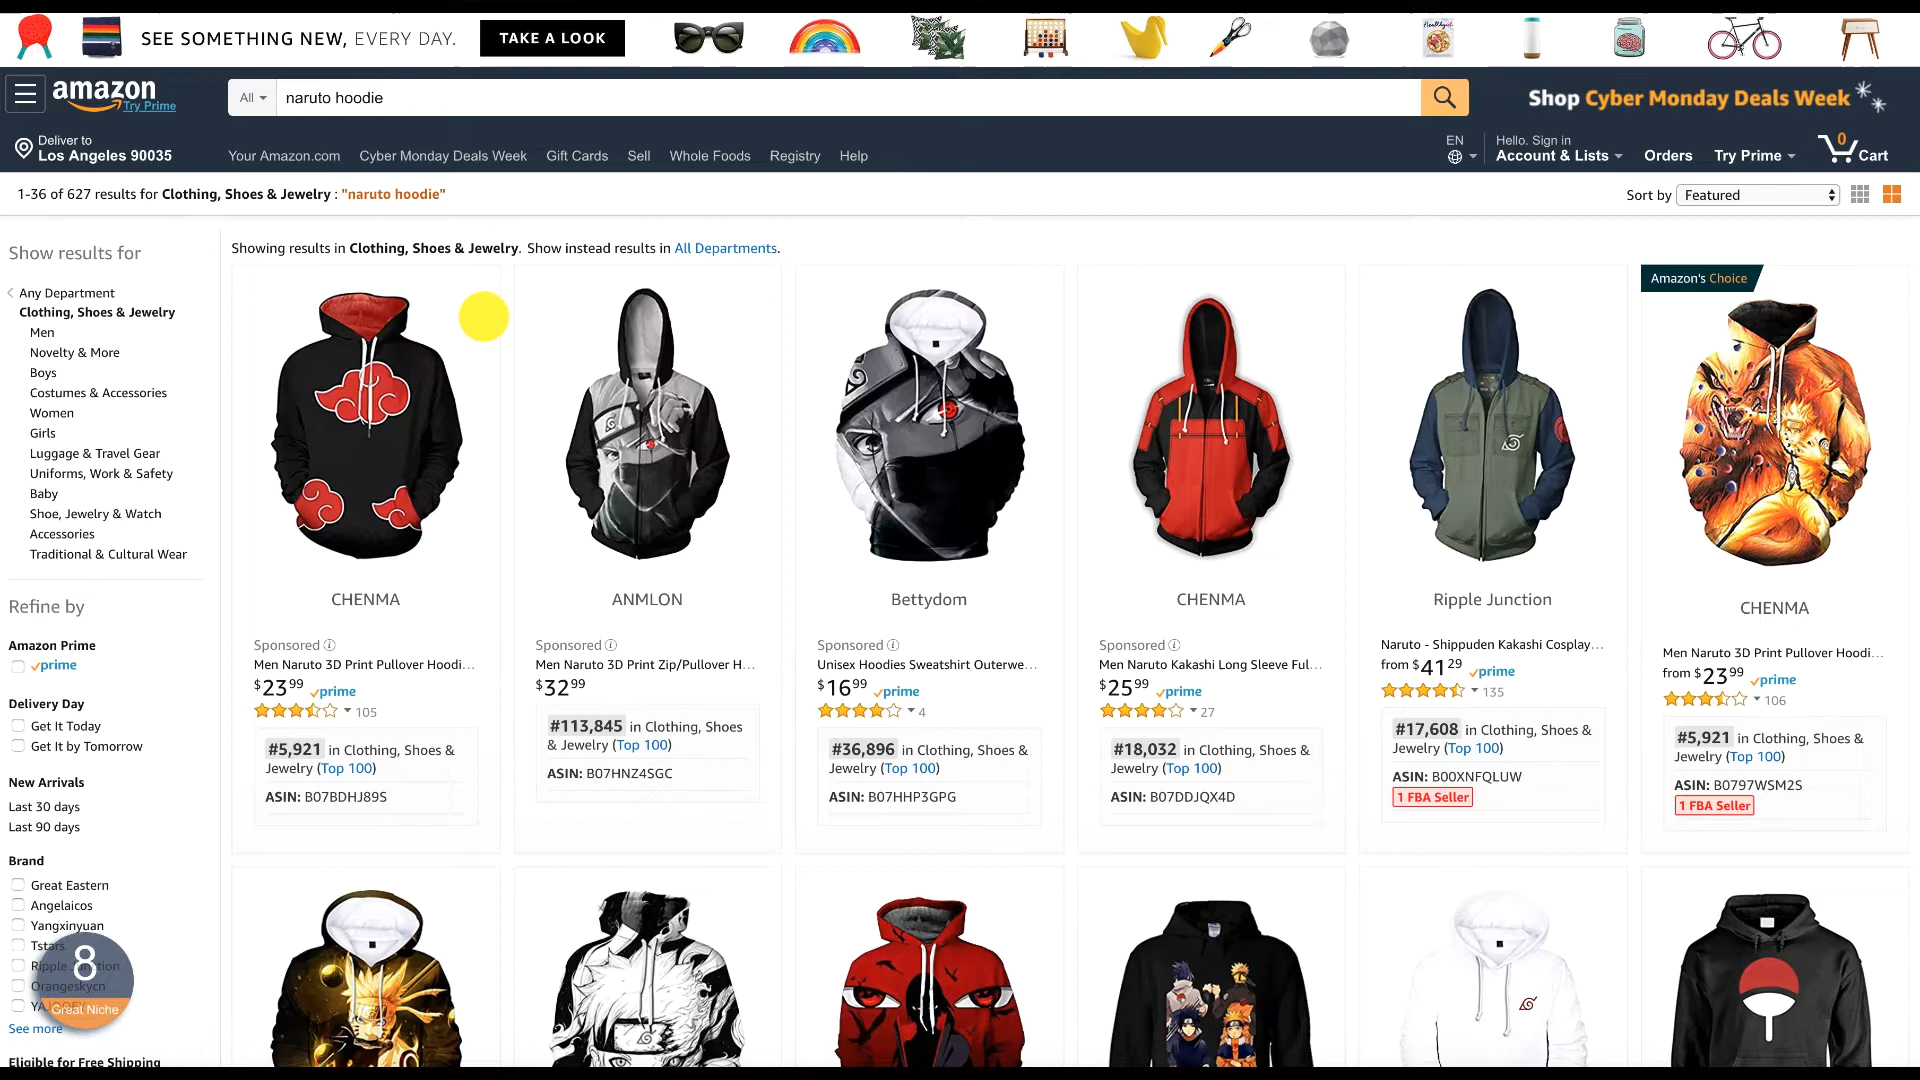 SEE SOMETHING NEW, EVERY DAY.
TAKE A LOOK
amazon
Try Prime
All
naruto hoodie
Shop Cyber Monday Deals Week
Deliver to
Los Angeles 90035
Your Amazon.com
Cyber Monday Deals Week
Gift Cards
Sell
Whole Foods
Registry
Help
EN
Hello. Sign in
Account & Lists
Orders
Try Prime
0
Cart
1-36 of 627 results for Clothing, Shoes & Jewelry : "naruto hoodie"
Sort by
Featured
Show results for
Any Department
Clothing, Shoes & Jewelry
Men
Novelty & More
Boys
Costumes & Accessories
Women
Girls
Luggage & Travel Gear
Uniforms, Work & Safety
Baby
Shoe, Jewelry & Watch
Accessories
Traditional & Cultural Wear
Refine by
Amazon Prime
prime
Delivery Day
Get It Today
Get It by Tomorrow
New Arrivals
Last 30 days
Last 90 days
Brand
Great Eastern
Angelaicos
Yangxinyuan
Tstars
Ripple Junction
Orangeskycn
8
Great Niche
See more
Eligible for Free Shipping
Showing results in Clothing, Shoes & Jewelry. Show instead results in All Departments.
CHENMA
Sponsored
Men Naruto 3D Print Pullover Hoodi...
$23 99 prime
105
#5,921 in Clothing, Shoes &
Jewelry (Top 100)
ASIN: B07BDHJ89S
ANMLON
Sponsored
Men Naruto 3D Print Zip/Pullover H...
$32 99
#113,845 in Clothing, Shoes
& Jewelry (Top 100)
ASIN: B07HNZ4SGC
Bettydom
Sponsored
Unisex Hoodies Sweatshirt Outerwe...
$16 99 prime
4
#36,896 in Clothing, Shoes &
Jewelry (Top 100)
ASIN: B07HHP3GPG
CHENMA
Sponsored
Men Naruto Kakashi Long Sleeve Ful...
$25 99 prime
27
#18,032 in Clothing, Shoes &
Jewelry (Top 100)
ASIN: B07DDJQX4D
Ripple Junction
Naruto - Shippuden Kakashi Cosplay...
from $41 29 prime
135
#17,608 in Clothing, Shoes &
Jewelry (Top 100)
ASIN: B00XNFQLUW
1 FBA Seller
Amazon's Choice
CHENMA
Men Naruto 3D Print Pullover Hoodi...
from $23 99 prime
106
#5,921 in Clothing, Shoes &
Jewelry (Top 100)
ASIN: B0797WSM2S
1 FBA Seller